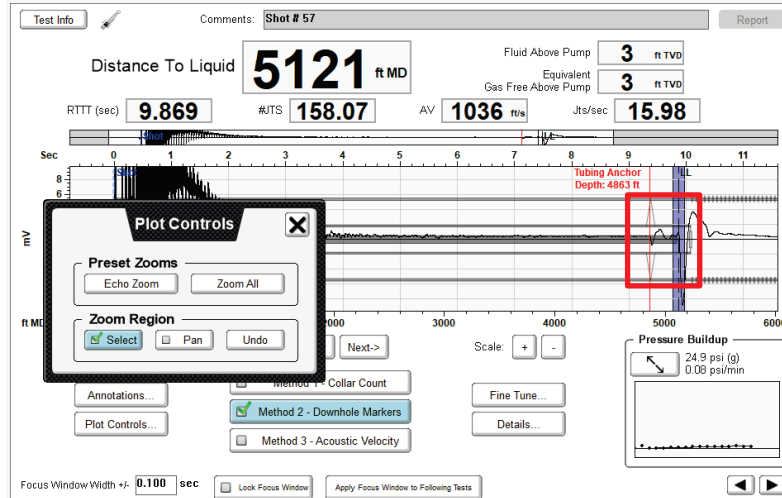 Test Info
Comments: Shot # 57
Report
Distance To Liquid 5121 ft MD
Fluid Above Pump 3 ft TVD
Equivalent
Gas Free Above Pump 3 ft TVD
RTTT (sec) 9.869 #JTS 158.07 AV 1036 ft/s Jts/sec 15.98
Shot
LL
Sec 0 1 2 3 4 5 6 7 8 9 10 11
Shot
Tubing Anchor
Depth: 4863 ft
LL
8
6
mV
Plot Controls
Preset Zooms
Echo Zoom
Zoom All
Zoom Region
Select
Pan
Undo
ft MD 2000 3000 4000 5000 6000
Next->
Scale: + -
Pressure Buildup
24.9 psi (g)
0.08 psi/min
Annotations...
Method 1 - Collar Count
Fine Tune...
Plot Controls...
Method 2 - Downhole Markers
Details...
Method 3 - Acoustic Velocity
Focus Window Width +/- 0.100 sec
Lock Focus Window
Apply Focus Window to Following Tests